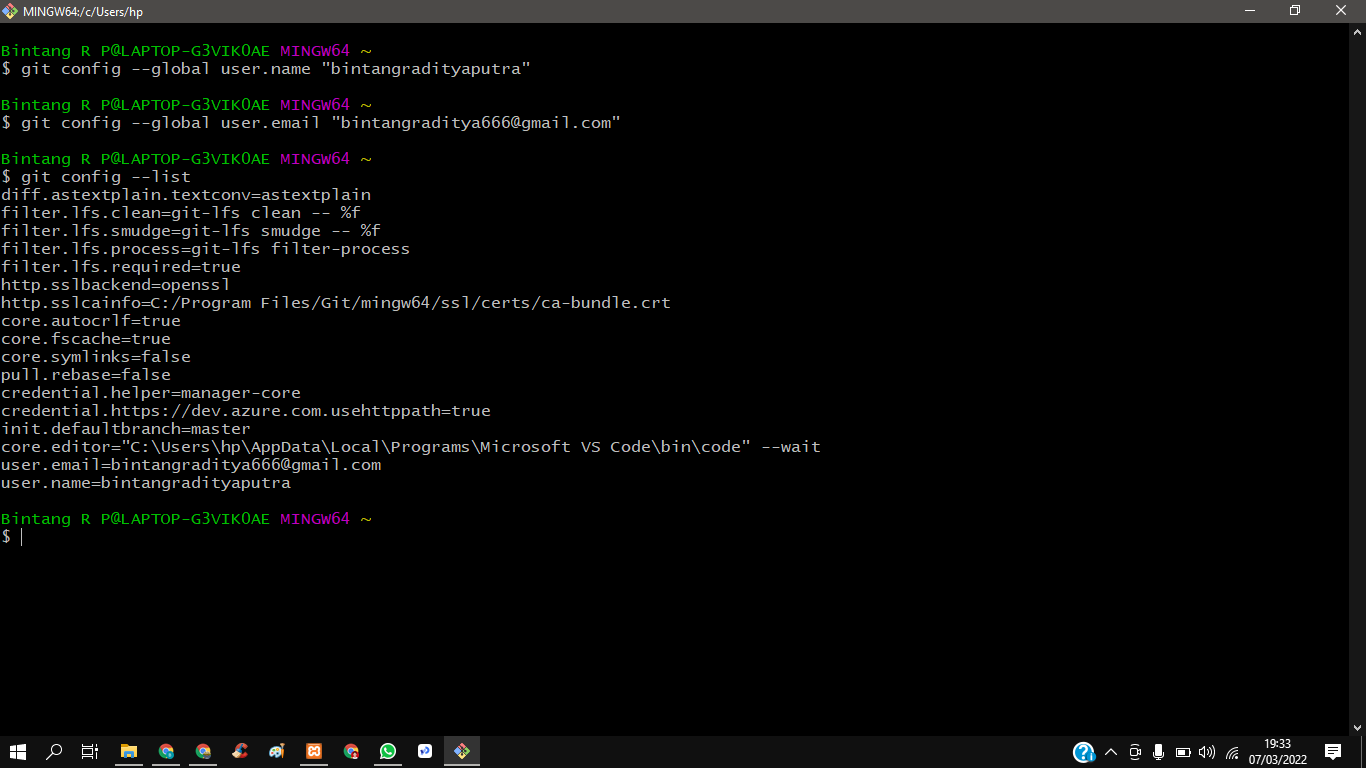 MINGW64:/c/Users/hp
Bintang R P@LAPTOP-G3VIK0AE MINGW64 ~
$ git config --global user.name "bintangradityaputra"
Bintang R P@LAPTOP-G3VIK0AE MINGW64 ~
$ git config --global user.email "bintangraditya666@gmail.com"
Bintang R P@LAPTOP-G3VIK0AE MINGW64 ~
$ git config --list
diff.astextplain.textconv=astextplain
filter.lfs.clean=git-lfs clean -- %f
filter.lfs.smudge=git-lfs smudge -- %f
filter.lfs.process=git-lfs filter-process
filter.lfs.required=true
http.sslbackend=openssl
http.sslcainfo=C:/Program Files/Git/mingw64/ssl/certs/ca-bundle.crt
core.autocrlf=true
core.fscache=true
core.symlinks=false
pull.rebase=false
credential.helper=manager-core
credential.https://dev.azure.com.usehttppath=true
init.defaultbranch=master
core.editor="C:\Users\hp\AppData\Local\Programs\Microsoft VS Code\bin\code" --wait
user.email=bintangraditya666@gmail.com
user.name=bintangradityaputra
Bintang R P@LAPTOP-G3VIK0AE MINGW64 ~
$
19:33
07/03/2022